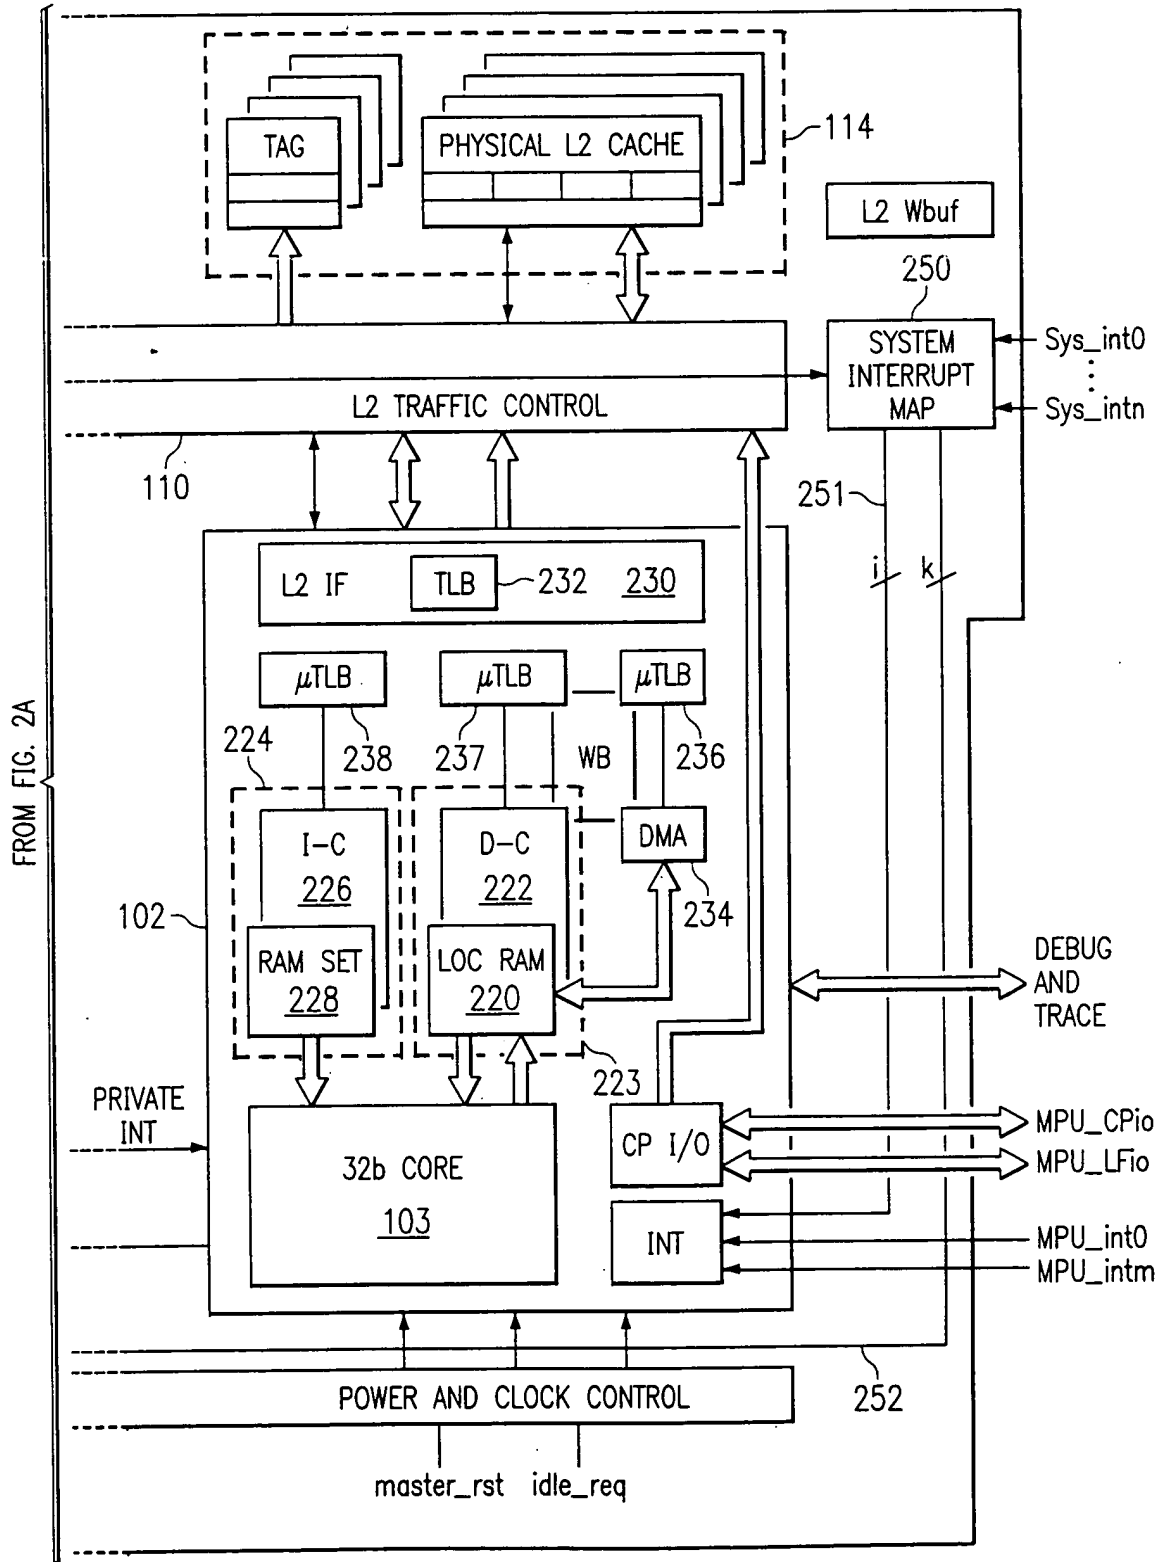 TAG
PHYSICAL L2 CACHE
114
L2 Wbuf
250
SYSTEM
INTERRUPT
MAP
Sys_int0
Sys_intn
L2 TRAFFIC CONTROL
110
251
i
k
L2 IF
TLB
232
230
μTLB
μTLB
μTLB
238
237
236
224
WB
FROM FIG. 2A
I-C
226
D-C
222
DMA
234
102
RAM SET
228
LOC RAM
220
DEBUG
AND
TRACE
223
PRIVATE
INT
32b CORE
103
CP I/O
MPU_CPio
MPU_LFio
INT
MPU_int0
MPU_intm
252
POWER AND CLOCK CONTROL
master_rst
idle_req